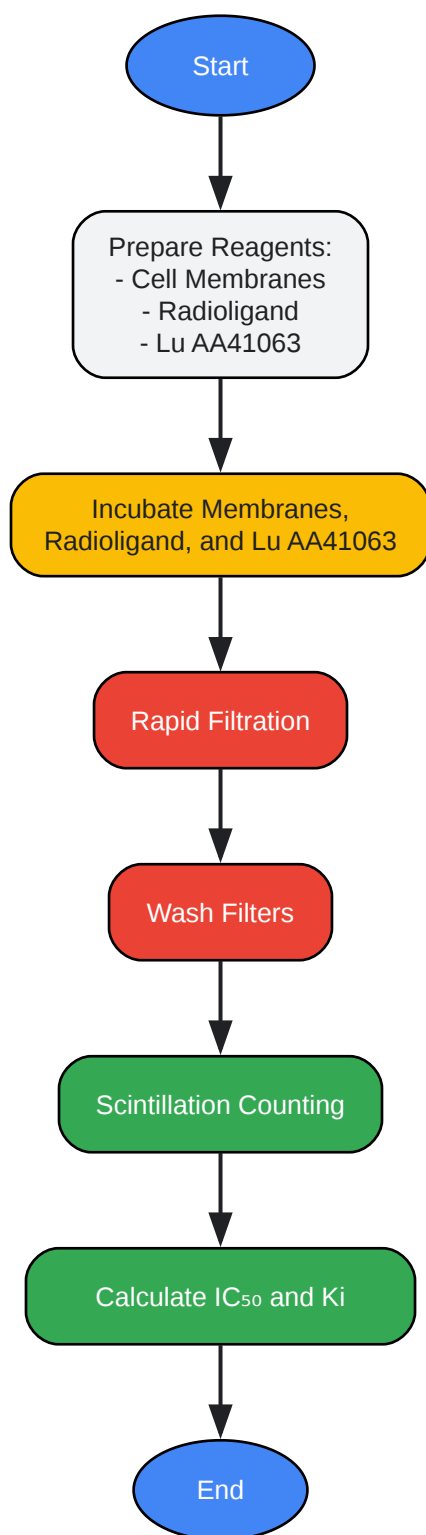 Start
Prepare Reagents:
- Cell Membranes
- Radioligand
- Lu AA41063
Incubate Membranes,
Radioligand, and Lu AA41063
Rapid Filtration
Wash Filters
Scintillation Counting
Calculate IC₅₀ and Ki
End